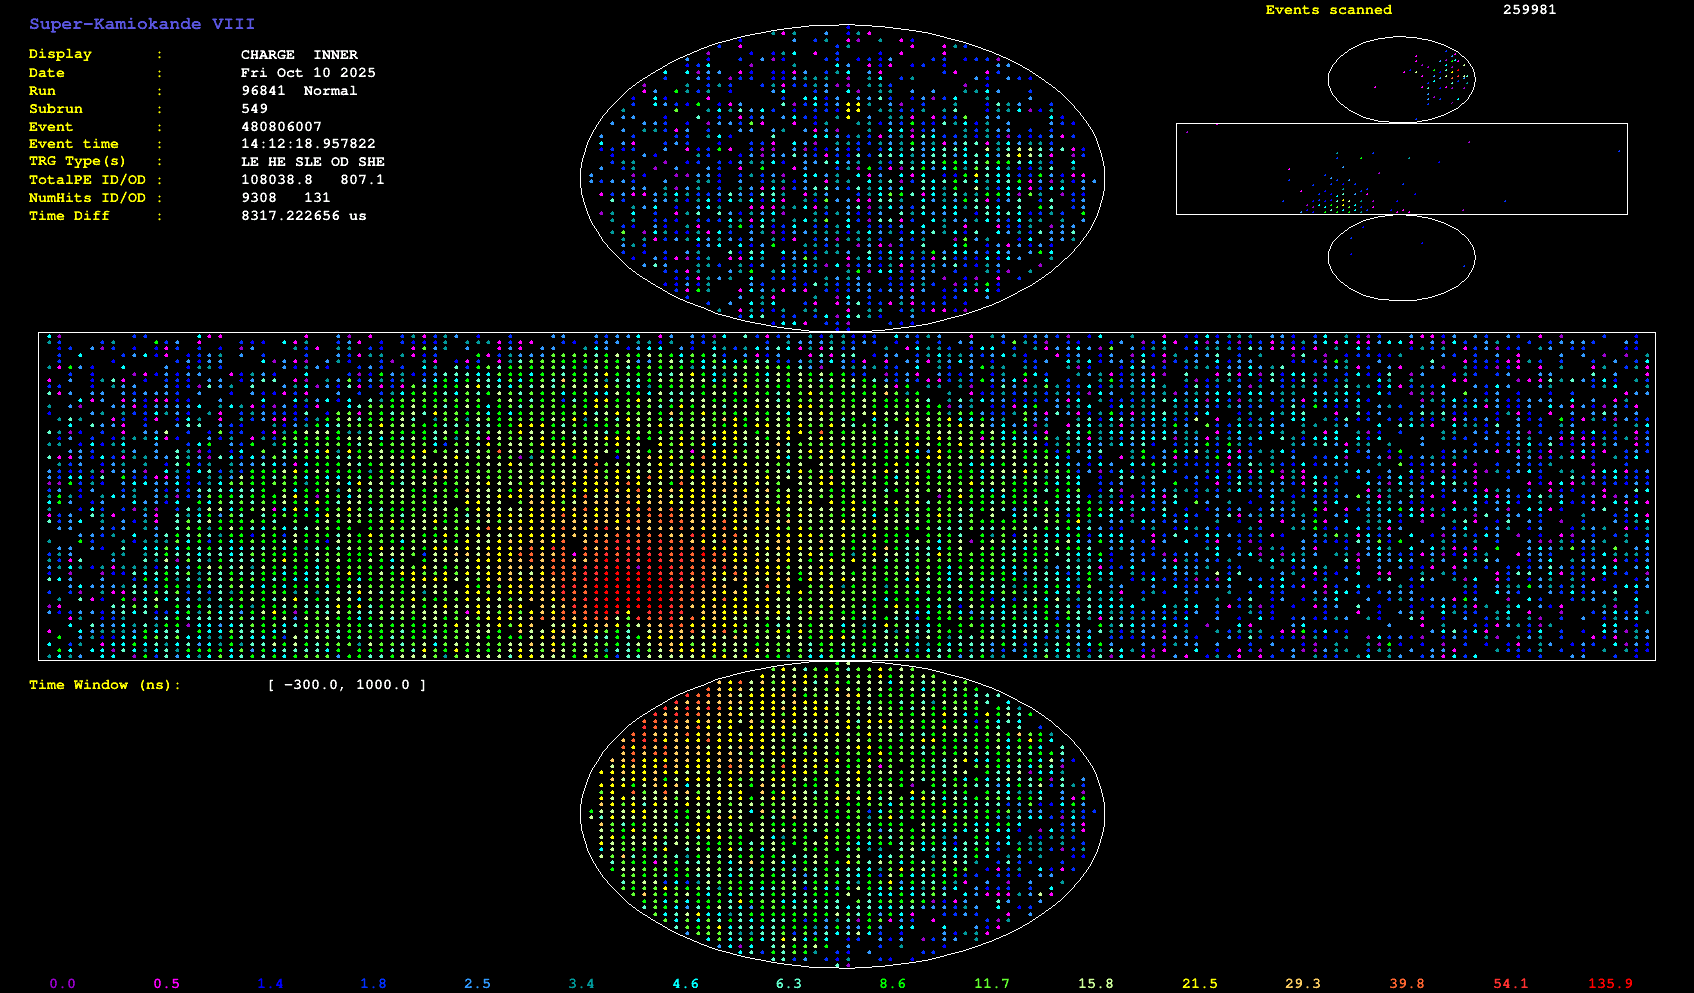 Super-Kamiokande VIII
Events scanned 259981
Display : CHARGE INNER
Date : Fri Oct 10 2025
Run : 96841 Normal
Subrun : 549
Event : 480806007
Event time : 14:12:18.957822
TRG Type(s) : LE HE SLE OD SHE
TotalPE ID/OD : 108038.8 807.1
NumHits ID/OD : 9308 131
Time Diff : 8317.222656 us
Time Window (ns): [ -300.0, 1000.0 ]
0.0 0.5 1.4 1.8 2.5 3.4 4.6 6.3 8.6 11.7 15.8 21.5 29.3 39.8 54.1 135.9